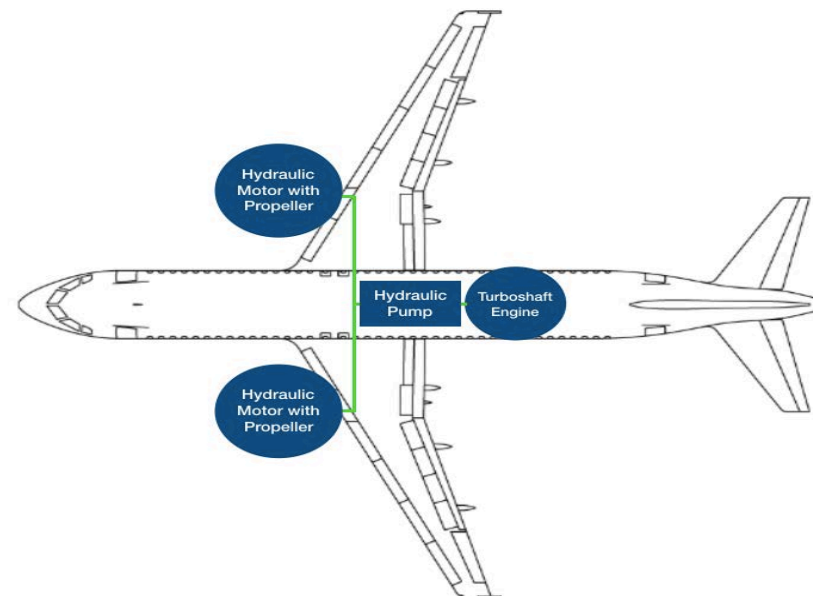 Hydraulic
Motor with
Propeller
Hydraulic
Pump
Turboshaft
Engine
Hydraulic
Motor with
Propeller